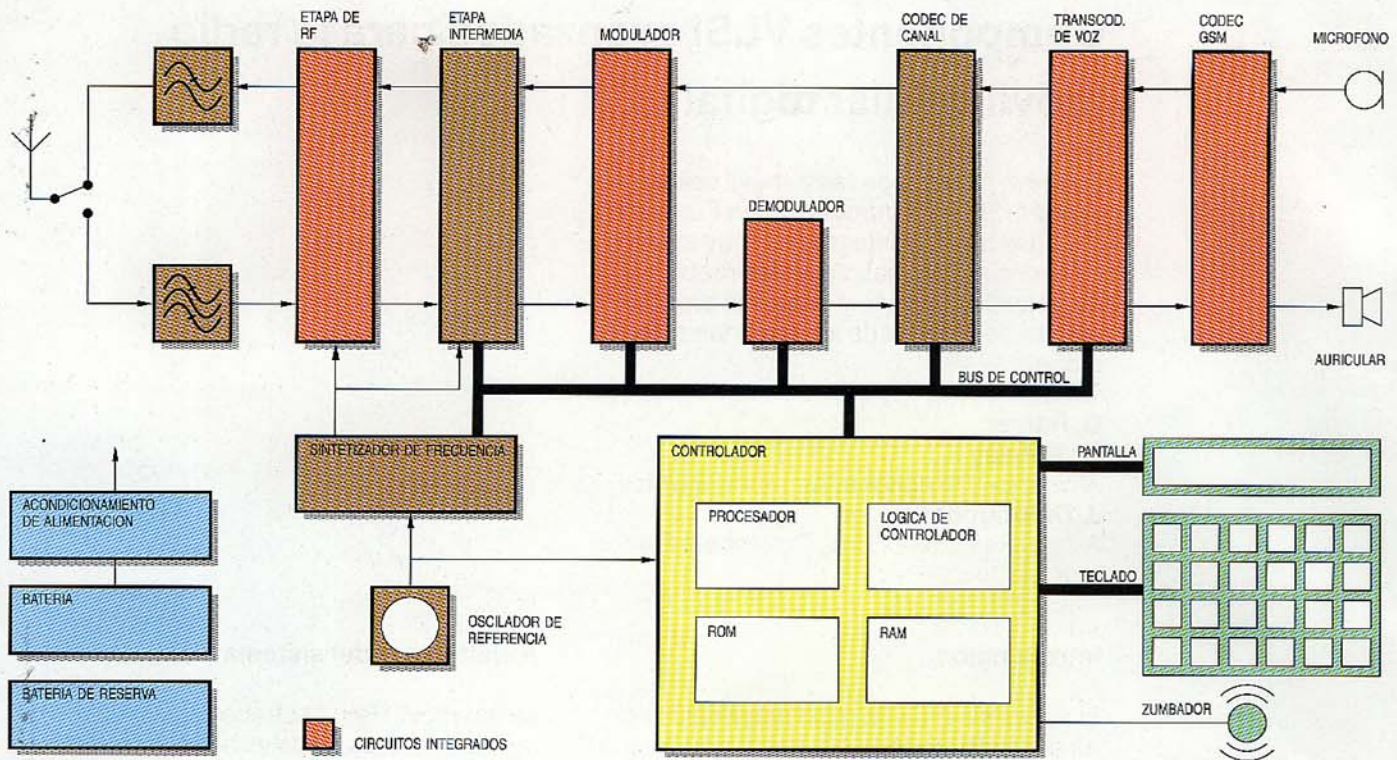 ETAPA DE
RF
ETAPA
INTERMEDIA
MODULADOR
CODEC DE
CANAL
TRANSCOD.
DE VOZ
CODEC
GSM
MICROFONO
DEMODULADOR
AURICULAR
BUS DE CONTROL
SINTETIZADOR DE FRECUENCIA
CONTROLADOR
PANTALLA
ACONDICIONAMIENTO
DE ALIMENTACION
PROCESADOR
LOGICA DE
CONTROLADOR
TECLADO
BATERIA
OSCILADOR DE
REFERENCIA
ROM
RAM
BATERIA DE RESERVA
ZUMBADOR
CIRCUITOS INTEGRADOS